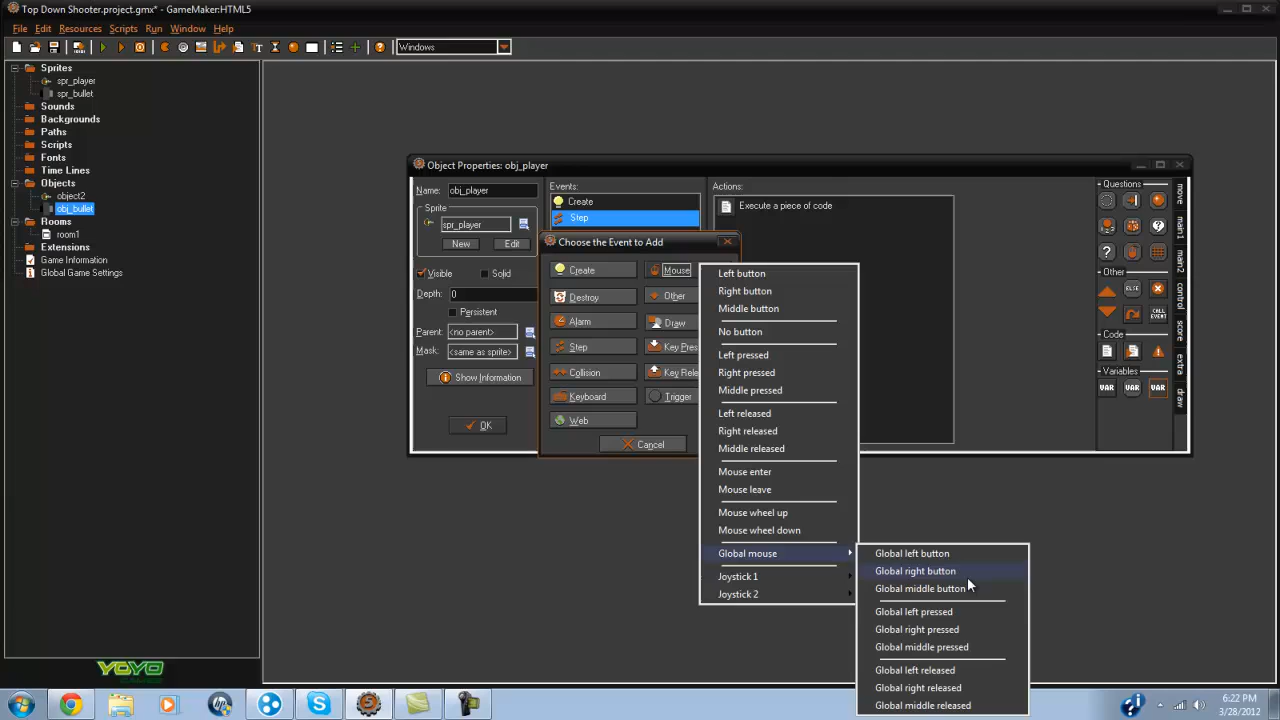 Top Down Shooter.project.gmx* - GameMaker:HTML5
File Edit Resources Scripts Run Window Help
Windows
Sprites
spr_player
spr_bullet
Sounds
Backgrounds
Paths
Scripts
Fonts
Time Lines
Objects
object2
obj_bullet
Rooms
room1
Extensions
Game Information
Global Game Settings
YOYO
GAMES
Object Properties: obj_player
Name: obj_player
Sprite
spr_player
New Edit
Visible Solid
Depth: 0
Persistent
Parent: <no parent>
Mask: <same as sprite>
Show Information
OK
Events:
Create
Step
Actions:
Execute a piece of code
Choose the Event to Add
Create
Destroy
Alarm
Step
Collision
Keyboard
Web
Mouse
Other
Draw
Key Pres
Key Rele
Trigger
Cancel
Left button
Right button
Middle button
No button
Left pressed
Right pressed
Middle pressed
Left released
Right released
Middle released
Mouse enter
Mouse leave
Mouse wheel up
Mouse wheel down
Global mouse
Joystick 1
Joystick 2
Global left button
Global right button
Global middle button
Global left pressed
Global right pressed
Global middle pressed
Global left released
Global right released
Global middle released
Questions
Other
ELSE
CALL EVENT
Code
Variables
VAR VAR VAR
move
main1
main2
control
score
extra
draw
6:22 PM
3/28/2012